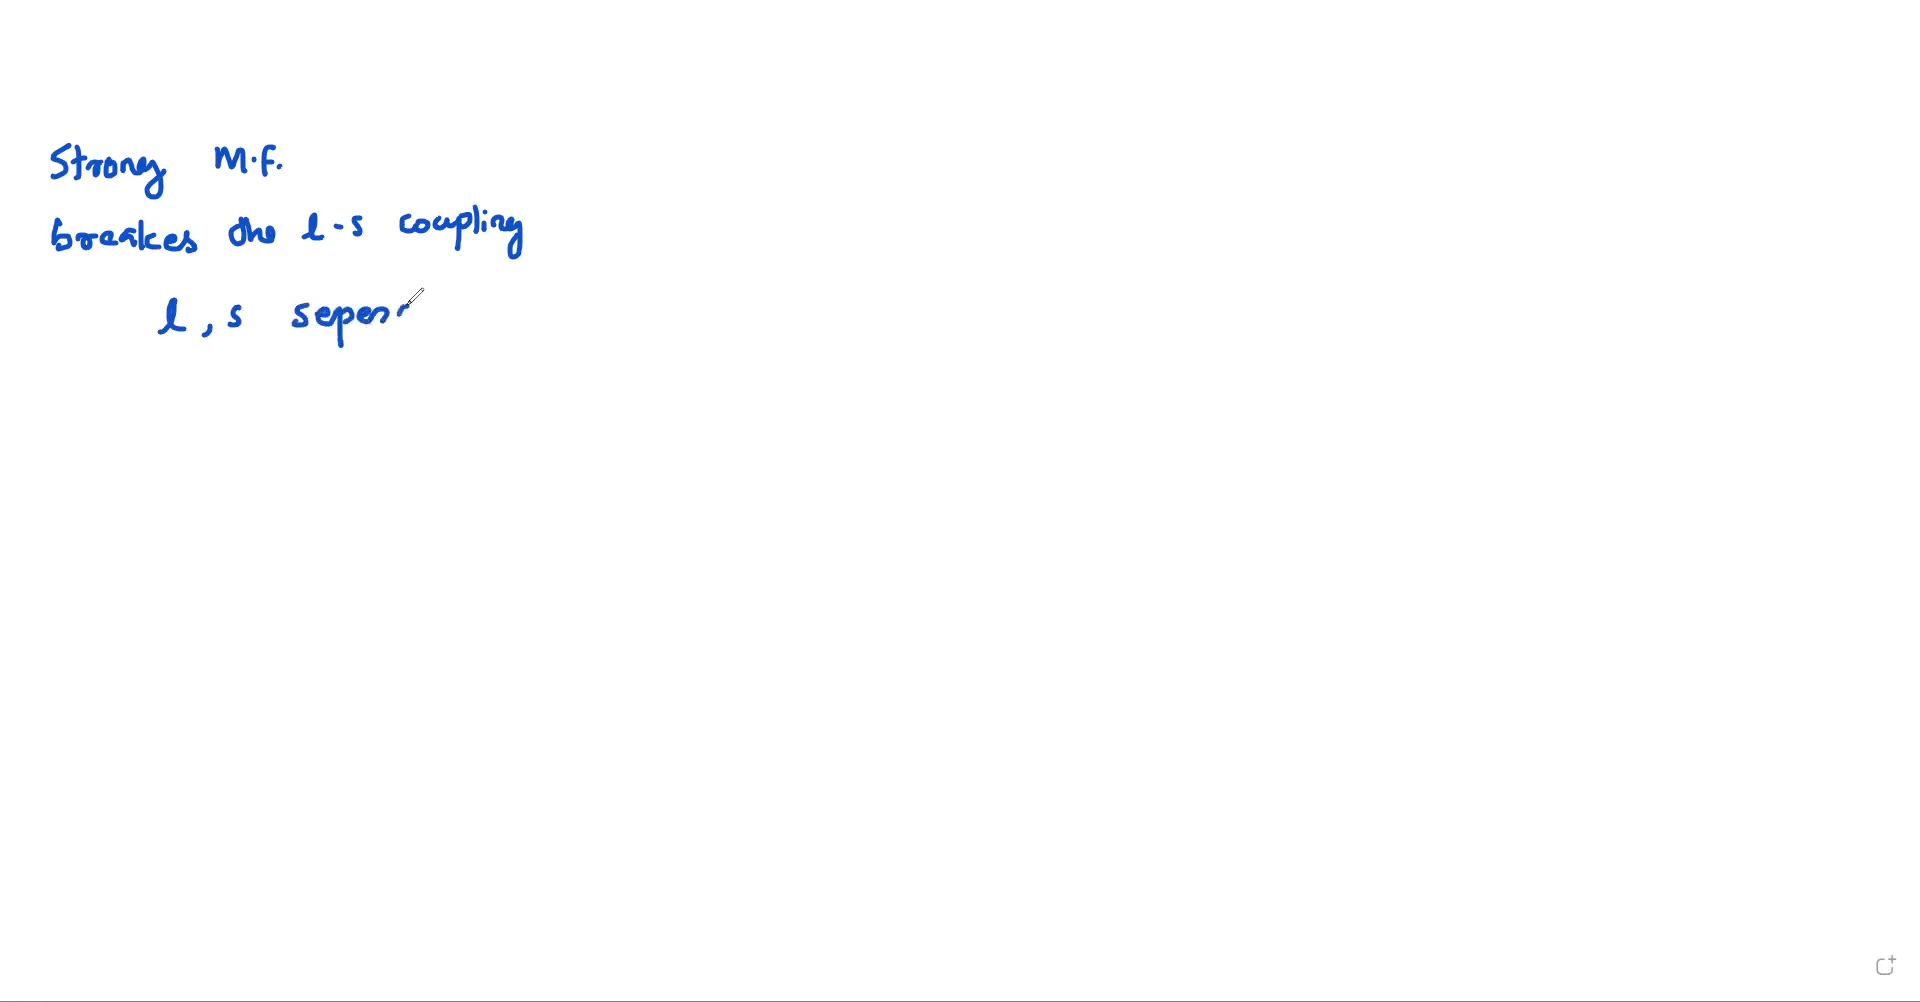 Strong M.F.
breakes the l-s coupling
l, s seper